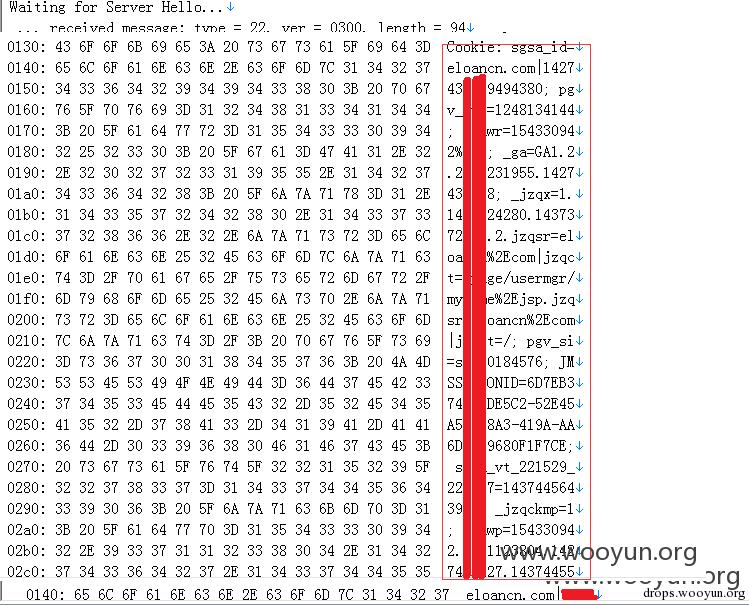 Waiting for Server Hello...↓
... received message: type = 22, ver = 0300, length = 94↓
0130: 43 6F 6F 6B 69 65 3A 20 73 67 73 61 5F 69 64 3D Cookie: sgsa_id=↓
0140: 65 6C 6F 61 6E 63 6E 2E 63 6F 6D 7C 31 34 32 37 eloancn.com|1427↓
0150: 34 33 36 34 32 39 34 39 34 33 38 30 3B 20 70 67 43 9494380; pg↓
0160: 76 5F 70 76 69 3D 31 32 34 38 31 33 34 31 34 34 v_ =1248134144↓
0170: 3B 20 5F 61 64 77 72 3D 31 35 34 33 33 30 39 34 ; wr=15433094↓
0180: 32 25 32 33 30 3B 20 5F 67 61 3D 47 41 31 2E 32 2% ; _ga=GA1.2↓
0190: 2E 32 30 32 37 32 33 31 39 35 35 2E 31 34 32 37 .2 231955.1427↓
01a0: 34 33 36 34 32 38 3B 20 5F 6A 7A 71 78 3D 31 2E 43 8; _jzqx=1.↓
01b0: 31 34 33 35 37 32 34 32 38 30 2E 31 34 33 37 33 14 24280.14373↓
01c0: 37 32 38 36 36 2E 32 2E 6A 7A 71 73 72 3D 65 6C 72 .2.jzqsr=el↓
01d0: 6F 61 6E 63 6E 25 32 45 63 6F 6D 7C 6A 7A 71 63 oa %2Ecom|jzqc↓
01e0: 74 3D 2F 70 61 67 65 2F 75 73 65 72 6D 67 72 2F t= ge/usermgr/↓
01f0: 6D 79 68 6F 6D 65 25 32 45 6A 73 70 2E 6A 7A 71 my e%2Ejsp.jzq↓
0200: 73 72 3D 65 6C 6F 61 6E 63 6E 25 32 45 63 6F 6D sr oancn%2Ecom↓
0210: 7C 6A 7A 71 63 74 3D 2F 3B 20 70 67 76 5F 73 69 |j t=/; pgv_si↓
0220: 3D 73 36 37 30 30 31 38 34 35 37 36 3B 20 4A 4D =s 0184576; JM↓
0230: 53 53 45 53 49 4F 4E 49 44 3D 36 44 37 45 42 33 SS ONID=6D7EB3↓
0240: 37 34 35 33 45 44 45 35 43 32 2D 35 32 45 34 35 74 DE5C2-52E45↓
0250: 41 35 32 2D 37 38 41 33 2D 34 31 39 41 2D 41 41 A5 8A3-419A-AA↓
0260: 36 44 2D 30 33 39 36 38 30 46 31 46 37 43 45 3B 6D 9680F1F7CE;↓
0270: 20 73 67 73 61 5F 76 74 5F 32 32 31 35 32 39 5F s _vt_221529_↓
0280: 32 32 37 38 33 37 3D 31 34 33 37 34 34 35 36 34 22 =143744564↓
0290: 33 39 30 36 3B 20 5F 6A 7A 71 63 6B 6D 70 3D 31 39 _jzqckmp=1↓
02a0: 3B 20 5F 61 64 77 70 3D 31 35 34 33 33 30 39 34 ; wp=15433094↓
02b0: 32 2E 39 33 37 31 31 32 33 38 30 34 2E 31 34 32 2. 1123804.142↓
02c0: 37 34 33 36 34 32 37 2E 31 34 33 37 34 34 35 35 74 27.14374455↓
0140: 65 6C 6F 61 6E 63 6E 2E 63 6F 6D 7C 31 34 32 37 eloancn.com|
www.wooyun.org
www.wooyun.org
drops.wooyun.org